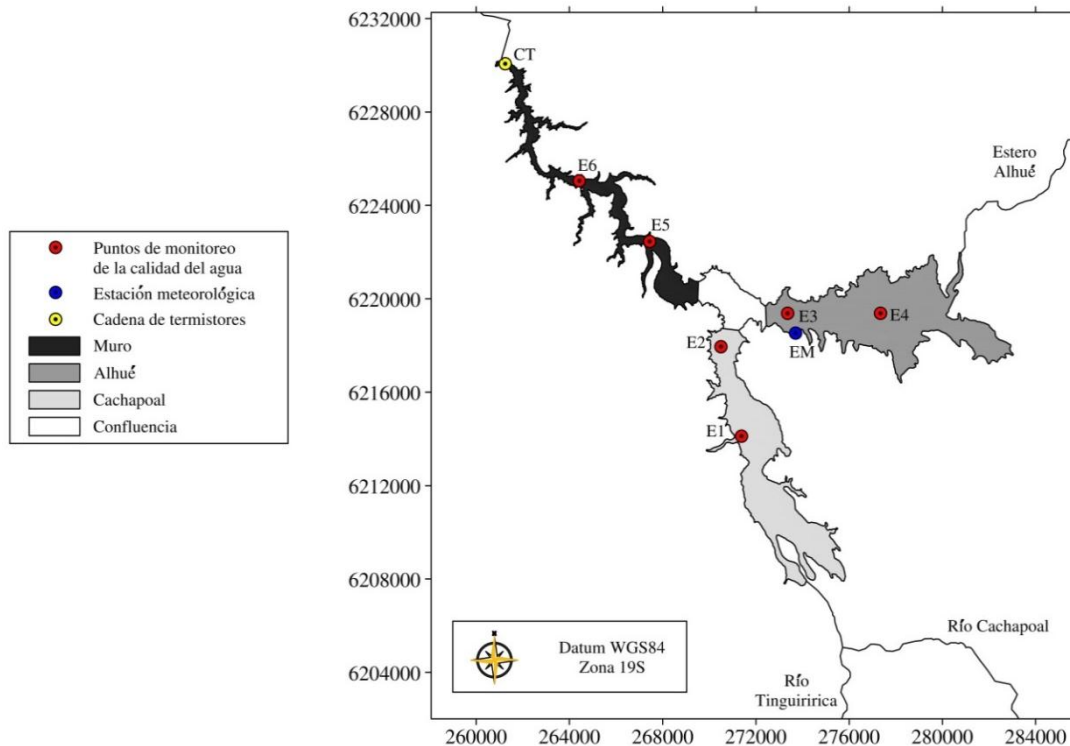 6232000
6228000
6224000
6220000
6216000
6212000
6208000
6204000
CT
E6
E5
Estero
Alhué
E3
E4
EM
E2
E1
Río Cachapoal
Río
Tinguiririca
Puntos de monitoreo
de la calidad del agua
Estación meteorológica
Cadena de termistores
Muro
Alhué
Cachapoal
Confluencia
Datum WGS84
Zona 19S
260000 264000 268000 272000 276000 280000 284000